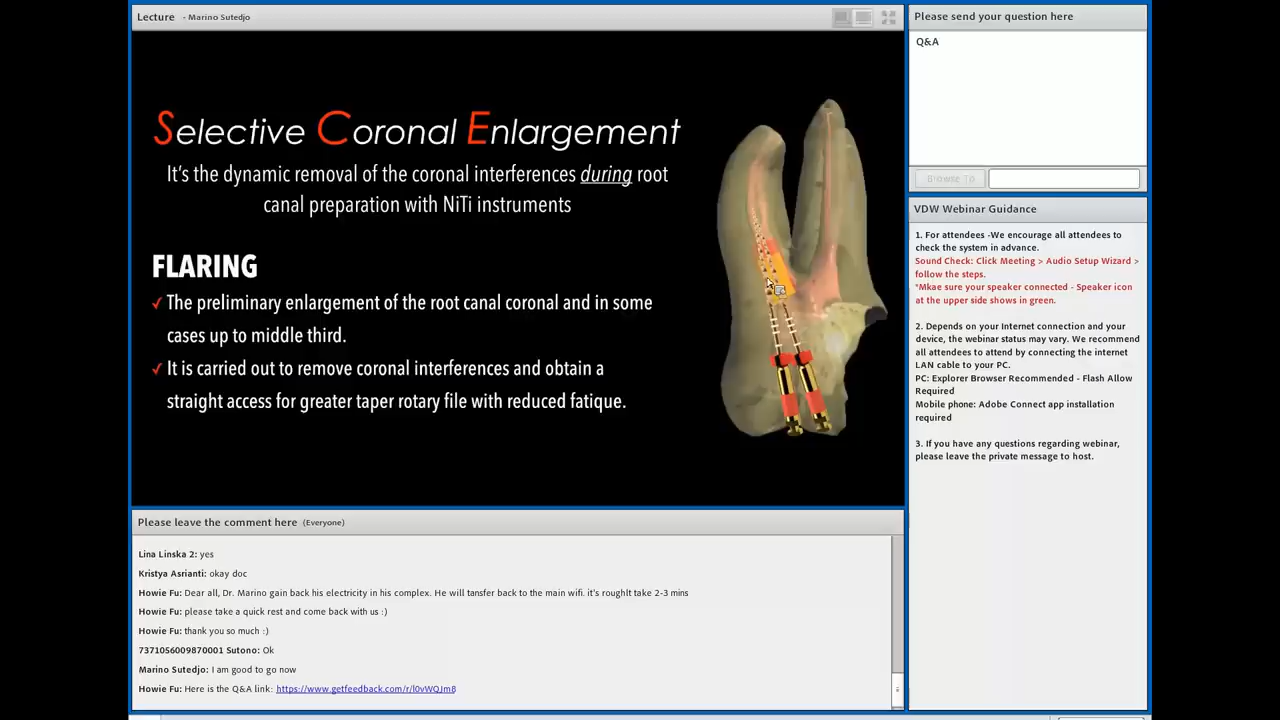 Lecture - Marino Sutedjo
Selective Coronal Enlargement
It's the dynamic removal of the coronal interferences during root
canal preparation with NiTi instruments
FLARING
✓ The preliminary enlargement of the root canal coronal and in some
cases up to middle third.
✓ It is carried out to remove coronal interferences and obtain a
straight access for greater taper rotary file with reduced fatique.
Please leave the comment here (Everyone)
Lina Linska 2: yes
Kristya Asrianti: okay doc
Howie Fu: Dear all, Dr. Marino gain back his electricity in his complex. He will tansfer back to the main wifi. it's roughlt take 2-3 mins
Howie Fu: please take a quick rest and come back with us :)
Howie Fu: thank you so much :)
7371056009870001 Sutono: Ok
Marino Sutedjo: I am good to go now
Howie Fu: Here is the Q&A link: https://www.getfeedback.com/r/l0vWQJm8
Please send your question here
Q&A
Browse To
VDW Webinar Guidance
1. For attendees -We encourage all attendees to
check the system in advance.
Sound Check: Click Meeting > Audio Setup Wizard >
follow the steps.
*Mkae sure your speaker connected - Speaker icon
at the upper side shows in green.
2. Depends on your Internet connection and your
device, the webinar status may vary. We recommend
all attendees to attend by connecting the internet
LAN cable to your PC.
PC: Explorer Browser Recommended - Flash Allow
Required
Mobile phone: Adobe Connect app installation
required
3. If you have any questions regarding webinar,
please leave the private message to host.